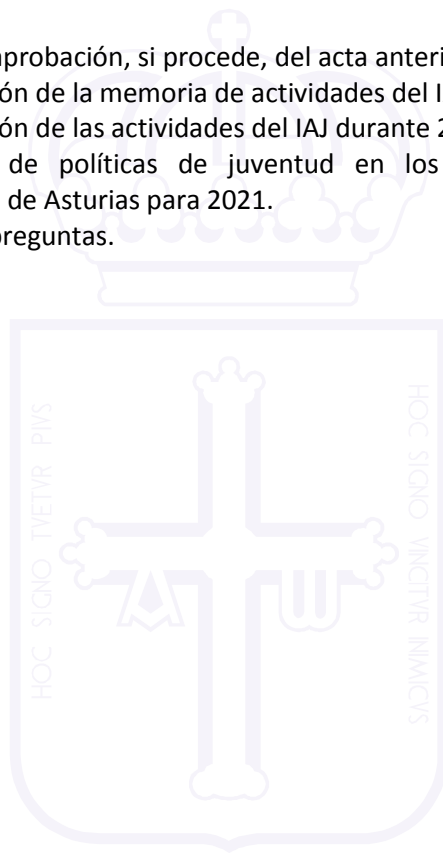 probación, si procede, del acta anteri
ón de la memoria de actividades del I
ón de las actividades del IAJ durante 2
de políticas de juventud en los
de Asturias para 2021.
preguntas.
HOC SIGNO TVETVR PIVS
HOC SIGNO VINCITVR INIMICVS